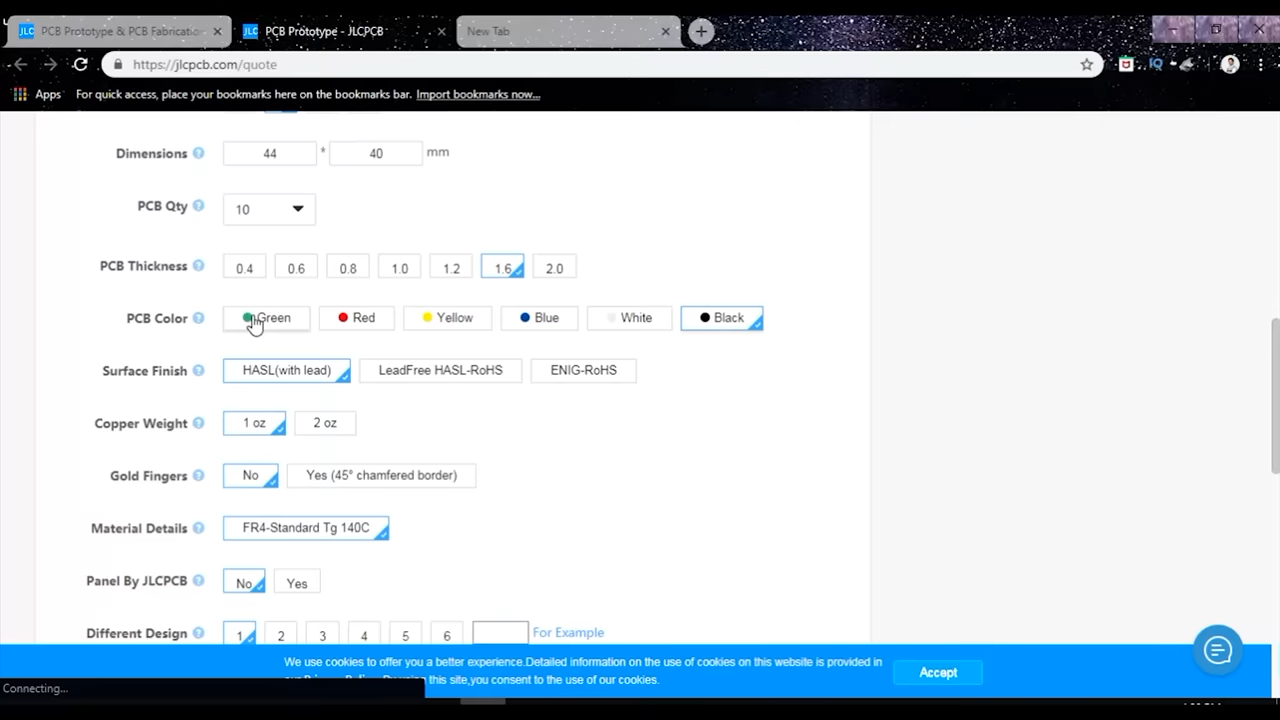 JLC PCB Prototype & PCB Fabricatio
JLC PCB Prototype - JLCPCB
New Tab
https://jlcpcb.com/quote
Apps For quick access, place your bookmarks here on the bookmarks bar. Import bookmarks now...
Dimensions 44 * 40 mm
PCB Qty 10
PCB Thickness 0.4 0.6 0.8 1.0 1.2 1.6 2.0
PCB Color Green Red Yellow Blue White Black
Surface Finish HASL(with lead) LeadFree HASL-RoHS ENIG-RoHS
Copper Weight 1 oz 2 oz
Gold Fingers No Yes (45° chamfered border)
Material Details FR4-Standard Tg 140C
Panel By JLCPCB No Yes
Different Design 1 2 3 4 5 6 For Example
We use cookies to offer you a better experience.Detailed information on the use of cookies on this website is provided in
our Privacy Policy. By using this site,you consent to the use of our cookies.
Accept
Connecting...